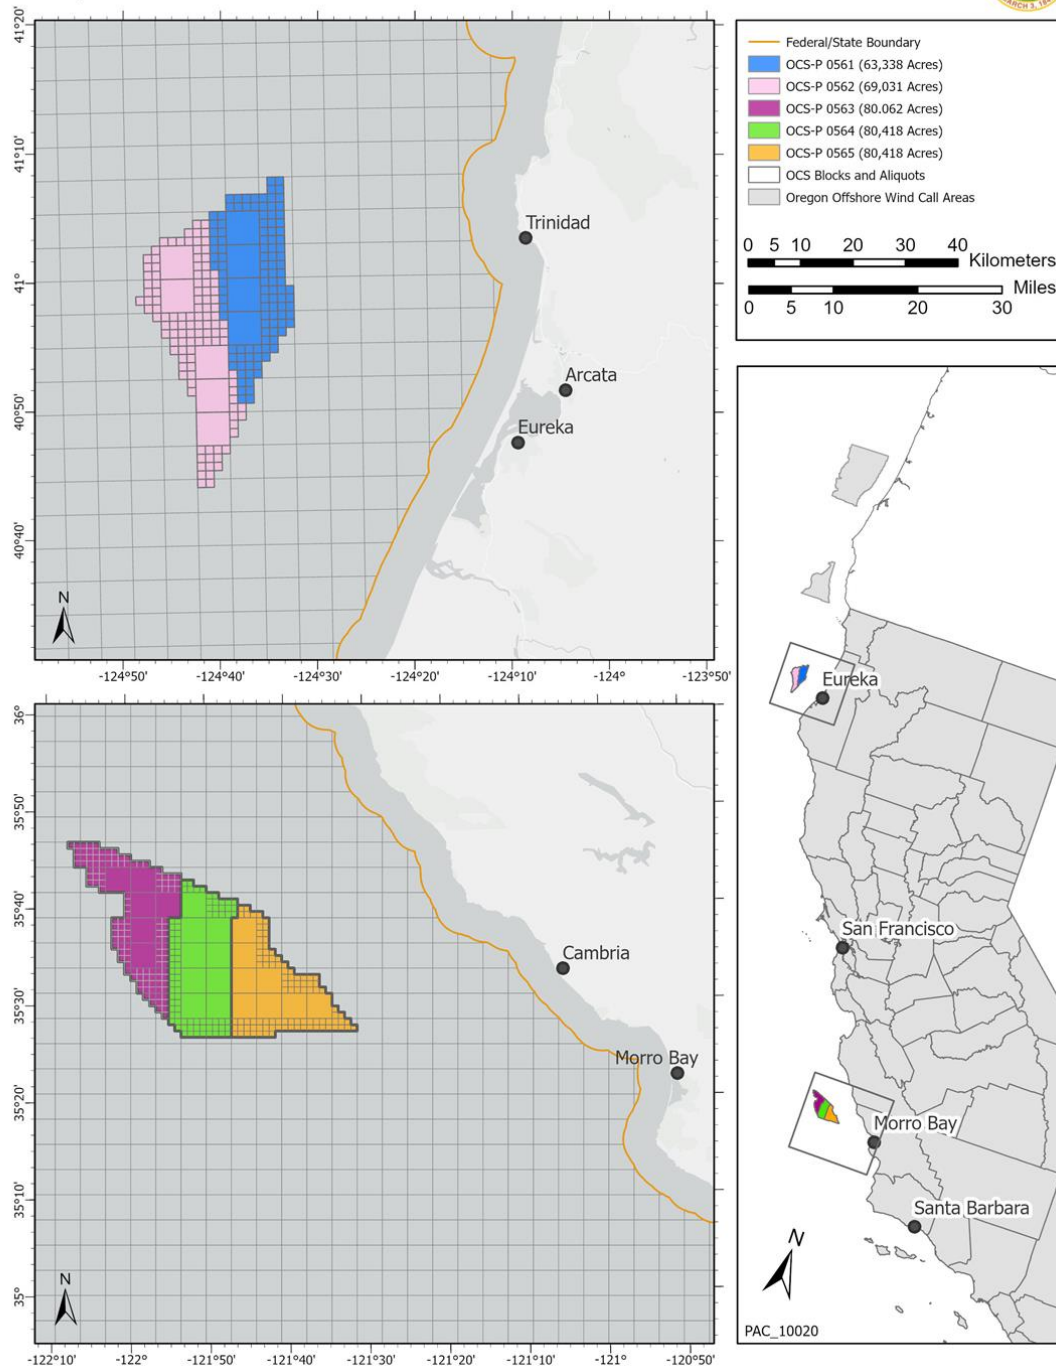 MARCH 3, 184
41°20'
41°10'
41°
40°50'
40°40'
Trinidad
Arcata
Eureka
N
-124°50'
-124°40'
-124°30'
-124°20'
-124°10'
-124°
-123°50'
Federal/State Boundary
OCS-P 0561 (63,338 Acres)
OCS-P 0562 (69,031 Acres)
OCS-P 0563 (80.062 Acres)
OCS-P 0564 (80,418 Acres)
OCS-P 0565 (80,418 Acres)
OCS Blocks and Aliquots
Oregon Offshore Wind Call Areas
0 5 10 20 30 40
Kilometers
Miles
0 5 10 20 30
36°
35°50'
35°40'
35°30'
35°20'
35°10'
35°
Cambria
Morro Bay
N
-122°10'
-122°
-121°50'
-121°40'
-121°30'
-121°20'
-121°10'
-121°
-120°50'
Eureka
San Francisco
Morro Bay
Santa Barbara
N
PAC_10020